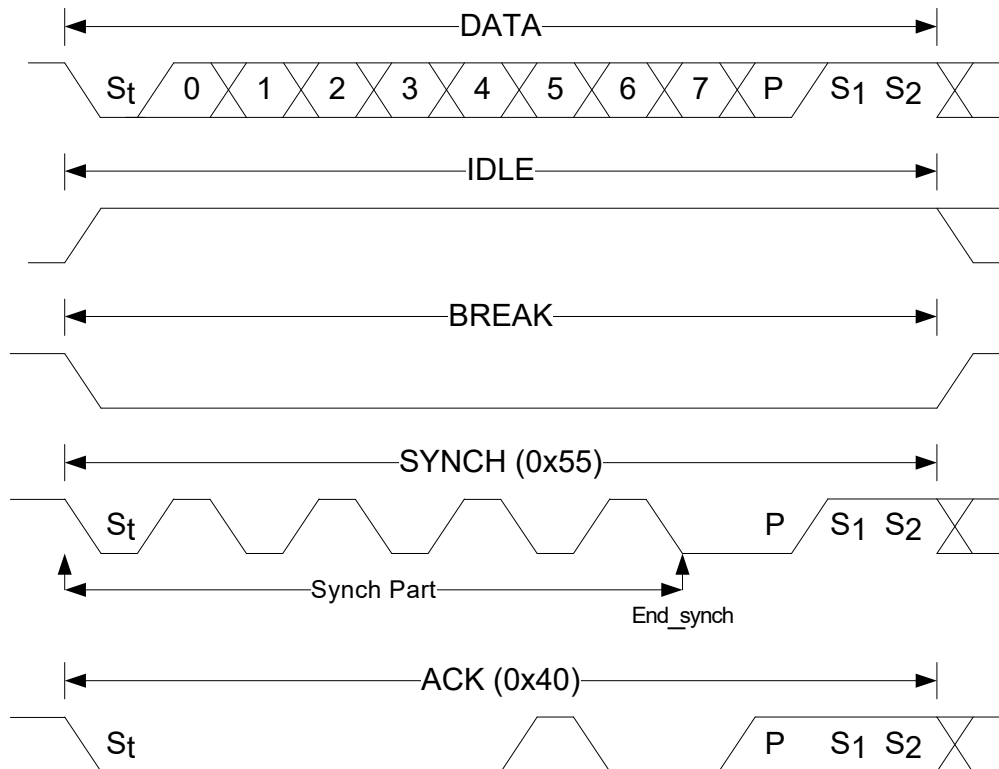 DATA
St 0 1 2 3 4 5 6 7 P S1 S2
IDLE
BREAK
SYNCH (0x55)
St P S1 S2
Synch Part
End_synch
ACK (0x40)
St P S1 S2